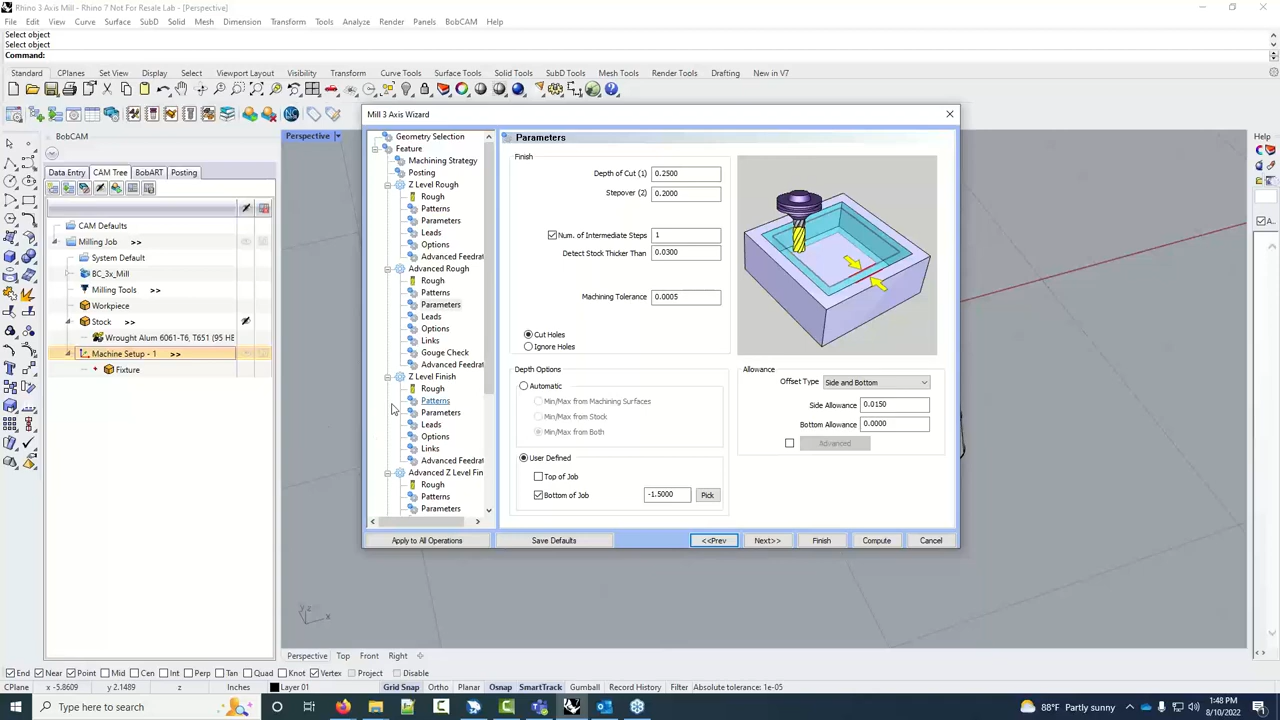 Rhino 3 Axis Mill - Rhino 7 Not For Resale Lab - [Perspective]
File Edit View Curve Surface SubD Solid Mesh Dimension Transform Tools Analyze Render Panels BobCAM Help
Select object
Select object
Command:
Standard CPlanes Set View Display Select Viewport Layout Visibility Transform Curve Tools Surface Tools Solid Tools SubD Tools Mesh Tools Render Tools Drafting New in V7
BobCAM
Data Entry CAM Tree BobART Posting
CAM Defaults
Milling Job >>
System Default
BC_3x_Mill
Milling Tools >>
Workpiece
Stock >>
Wrought Alum 6061-T6, T651 (95 HE
Machine Setup - 1 >>
Fixture
Perspective
Mill 3 Axis Wizard
Geometry Selection
Feature
Machining Strategy
Posting
Z Level Rough
Rough
Patterns
Parameters
Leads
Options
Advanced Feedrat
Advanced Rough
Rough
Patterns
Parameters
Leads
Options
Links
Gouge Check
Advanced Feedrat
Z Level Finish
Rough
Patterns
Parameters
Leads
Options
Links
Advanced Feedrat
Advanced Z Level Fin
Rough
Patterns
Parameters
Parameters
Finish
Depth of Cut (1) 0.2500
Stepover (2) 0.2000
Num. of Intermediate Steps 1
Detect Stock Thicker Than 0.0300
Machining Tolerance 0.0005
Cut Holes
Ignore Holes
Depth Options
Automatic
Min/Max from Machining Surfaces
Min/Max from Stock
Min/Max from Both
User Defined
Top of Job
Bottom of Job -1.5000 Pick
Allowance
Offset Type Side and Bottom
Side Allowance 0.0150
Bottom Allowance 0.0000
Advanced
Apply to All Operations Save Defaults <<Prev Next>> Finish Compute Cancel
Perspective Top Front Right
End Near Point Mid Cen Int Perp Tan Quad Knot Vertex Project Disable
CPlane x -5.8609 y 2.1489 z Inches Layer 01 Grid Snap Ortho Planar Osnap SmartTrack Gumball Record History Filter Absolute tolerance: 1e-05
Type here to search
88°F Partly sunny
1:48 PM
8/10/2022